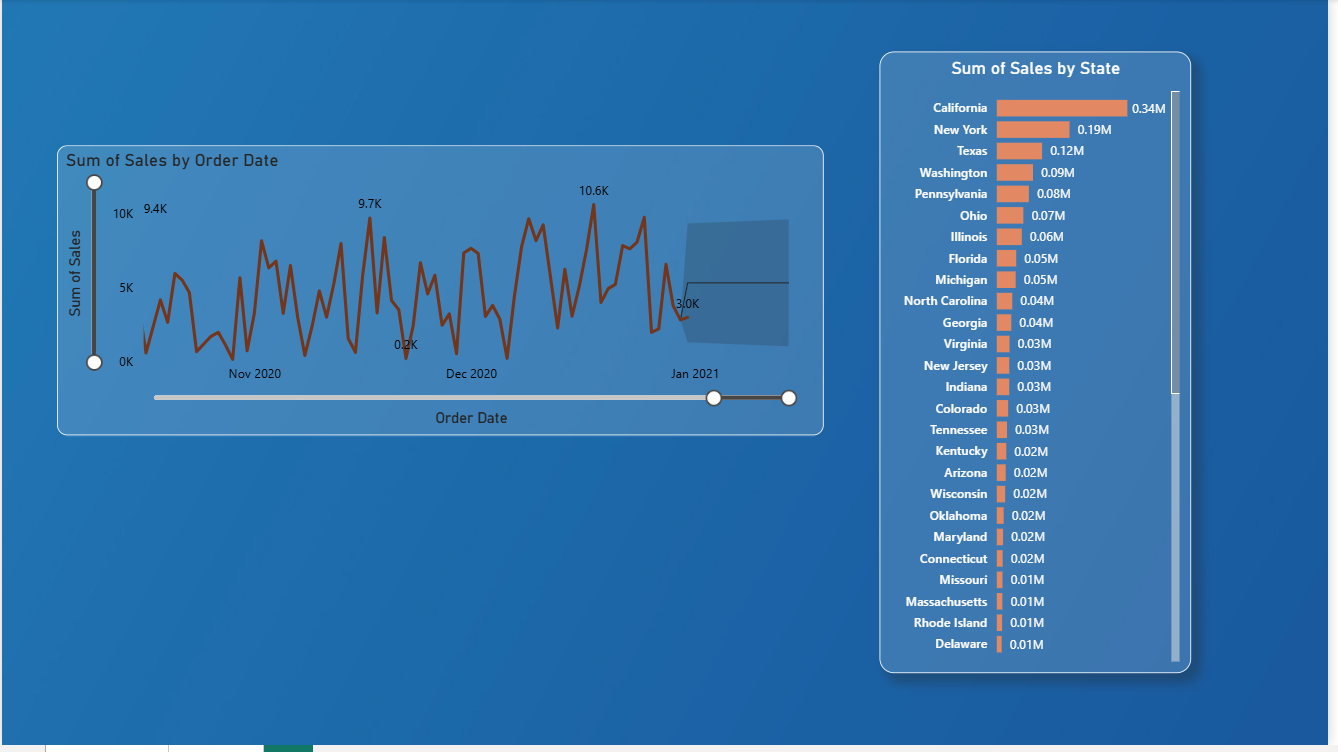 Sum of Sales by Order Date
Sum of Sales
10K
5K
0K
9.4K
9.7K
0.2K
10.6K
3.0K
Nov 2020
Dec 2020
Jan 2021
Order Date
Sum of Sales by State
California 0.34M
New York 0.19M
Texas 0.12M
Washington 0.09M
Pennsylvania 0.08M
Ohio 0.07M
Illinois 0.06M
Florida 0.05M
Michigan 0.05M
North Carolina 0.04M
Georgia 0.04M
Virginia 0.03M
New Jersey 0.03M
Indiana 0.03M
Colorado 0.03M
Tennessee 0.03M
Kentucky 0.02M
Arizona 0.02M
Wisconsin 0.02M
Oklahoma 0.02M
Maryland 0.02M
Connecticut 0.02M
Missouri 0.01M
Massachusetts 0.01M
Rhode Island 0.01M
Delaware 0.01M